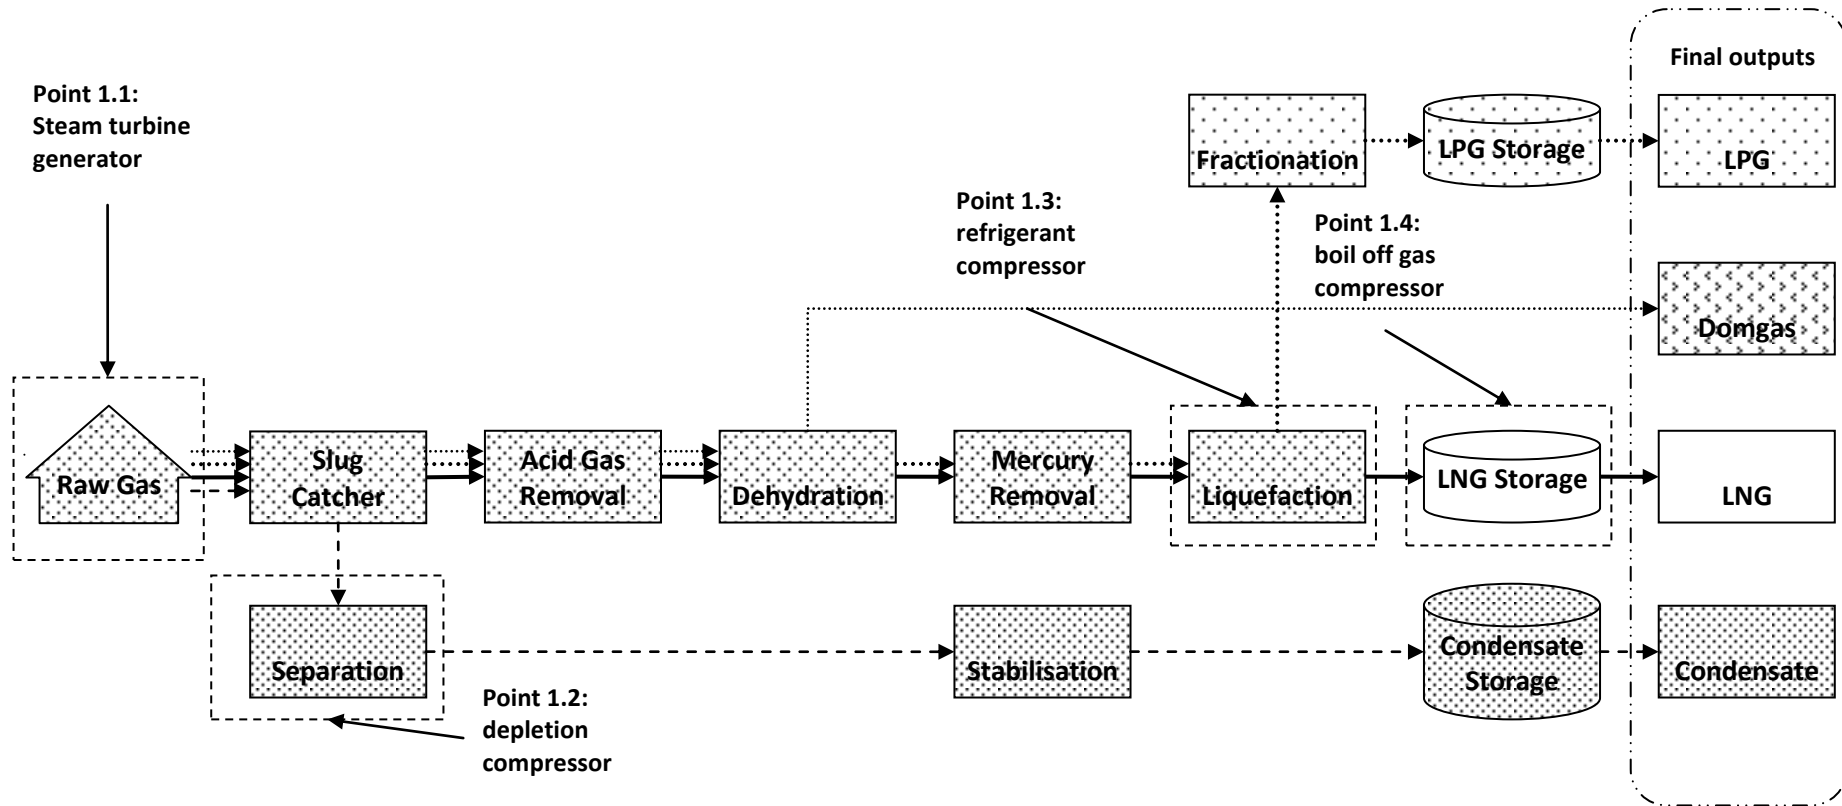 Final outputs
Point 1.1:
Steam turbine
generator
Fractionation
LPG Storage
LPG
Point 1.3:
refrigerant
compressor
Point 1.4:
boil off gas
compressor
Domgas
Raw Gas
Slug
Catcher
Acid Gas
Removal
Dehydration
Mercury
Removal
Liquefaction
LNG Storage
LNG
Separation
Stabilisation
Condensate
Storage
Condensate
Point 1.2:
depletion
compressor